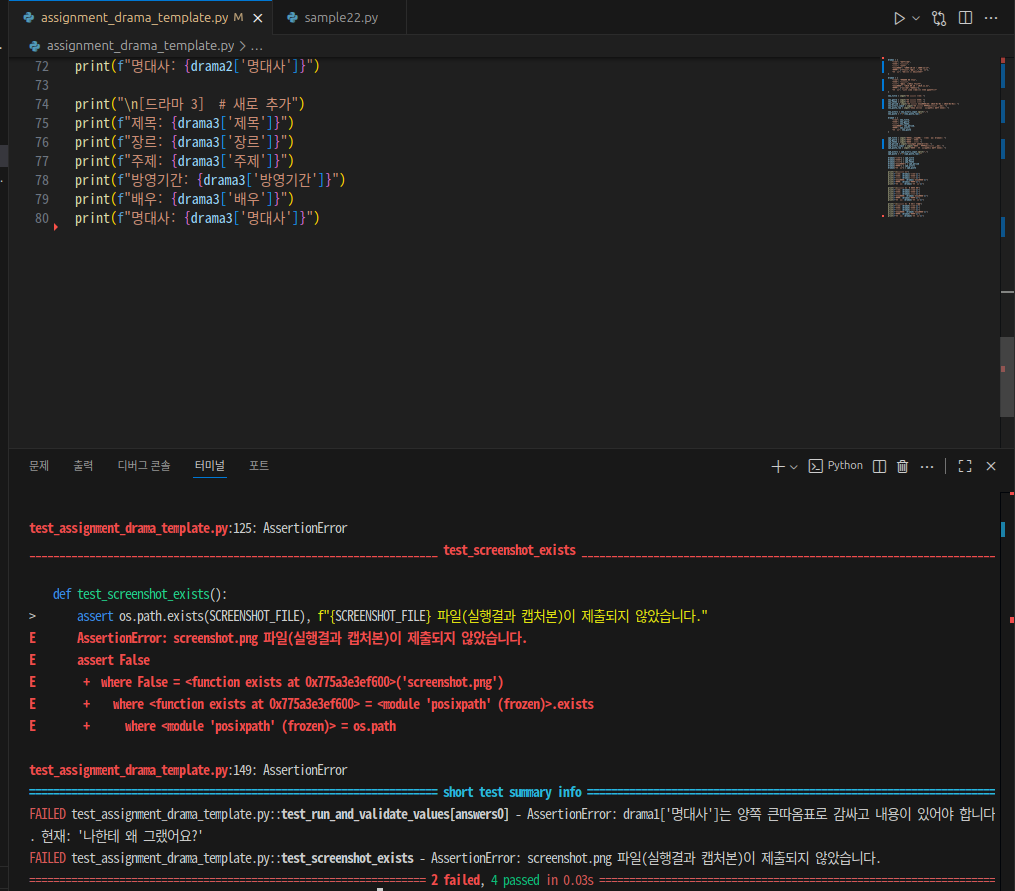 assignment_drama_template.py M
sample22.py
assignment_drama_template.py > ...
72 print(f"명대사: {drama2['명대사']}")
73
74 print("\n[드라마 3]  # 새로 추가")
75 print(f"제목: {drama3['제목']}")
76 print(f"장르: {drama3['장르']}")
77 print(f"주제: {drama3['주제']}")
78 print(f"방영기간: {drama3['방영기간']}")
79 print(f"배우: {drama3['배우']}")
80 print(f"명대사: {drama3['명대사']}")
문제 출력 디버그 콘솔 터미널 포트
Python
test_assignment_drama_template.py:125: AssertionError
test_screenshot_exists
def test_screenshot_exists():
> assert os.path.exists(SCREENSHOT_FILE), f"{SCREENSHOT_FILE} 파일(실행결과 캡처본)이 제출되지 않았습니다."
E AssertionError: screenshot.png 파일(실행결과 캡처본)이 제출되지 않았습니다.
E assert False
E + where False = <function exists at 0x775a3e3ef600>('screenshot.png')
E + where <function exists at 0x775a3e3ef600> = <module 'posixpath' (frozen)>.exists
E + where <module 'posixpath' (frozen)> = os.path
test_assignment_drama_template.py:149: AssertionError
short test summary info
FAILED test_assignment_drama_template.py::test_run_and_validate_values[answers0] - AssertionError: drama1['명대사']는 양쪽 큰따옴표로 감싸고 내용이 있어야 합니다
. 현재: '나한테 왜 그랬어요?'
FAILED test_assignment_drama_template.py::test_screenshot_exists - AssertionError: screenshot.png 파일(실행결과 캡처본)이 제출되지 않았습니다.
2 failed, 4 passed in 0.03s